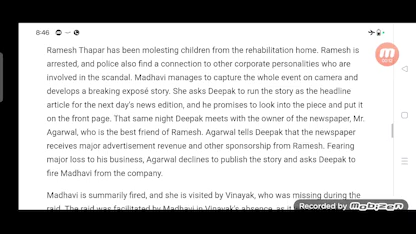 8:46
Ramesh Thapar has been molesting children from the rehabilitation home. Ramesh is
arrested, and police also find a connection to other corporate personalities who are
involved in the scandal. Madhavi manages to capture the whole event on camera and
develops a breaking exposé story. She asks Deepak to run the story as the headline
article for the next day's news edition, and he promises to look into the piece and put it
on the front page. That same night Deepak meets with the owner of the newspaper, Mr.
Agarwal, who is the best friend of Ramesh. Agarwal tells Deepak that the newspaper
receives major advertisement revenue and other sponsorship from Ramesh. Fearing
major loss to his business, Agarwal declines to publish the story and asks Deepak to
fire Madhavi from the company.
Madhavi is summarily fired, and she is visited by Vinayak, who was missing during the
raid. The raid was facilitated by Madhavi in Vinayak's absence, as it
Recorded by Mobizen